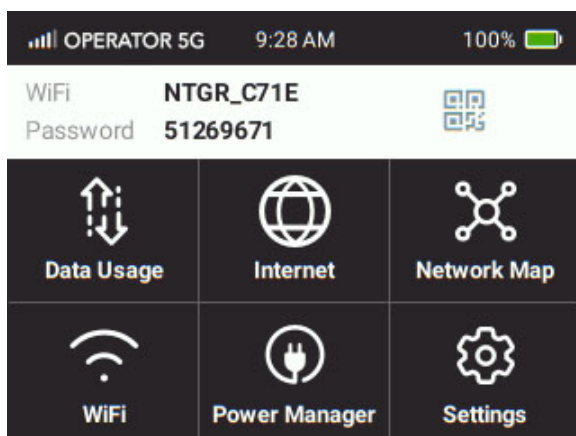 OPERATOR 5G 9:28 AM 100%
WiFi NTGR_C71E
Password 51269671
Data Usage Internet Network Map
WiFi Power Manager Settings